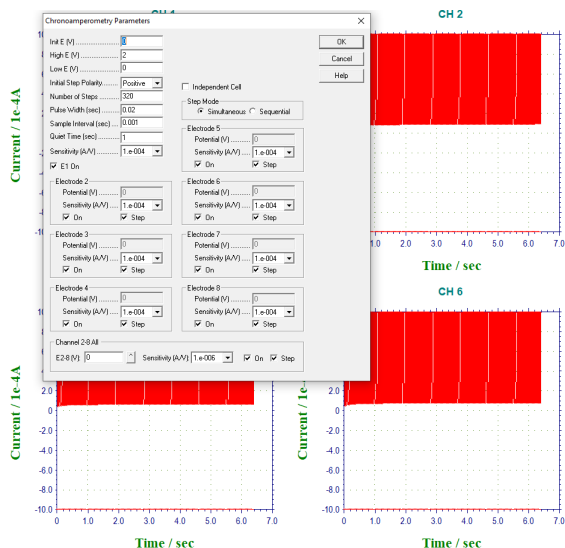 CH 1
CH 2
Chronoamperometry Parameters
Init E (V)
0
High E (V)
2
Low E (V)
0
Initial Step Polarity
Positive
Number of Steps
320
Pulse Width (sec)
0.02
Sample Interval (sec)
0.001
Quiet Time (sec)
1
Sensitivity (A/V)
1.e-004
E1 On
OK
Cancel
Help
Independent Cell
Step Mode
Simultaneous
Sequential
Electrode 5
Potential (V)
0
Sensitivity (A/V)
1.e-004
On
Step
Electrode 2
Potential (V)
0
Sensitivity (A/V)
1.e-004
On
Step
Electrode 6
Potential (V)
0
Sensitivity (A/V)
1.e-004
On
Step
Electrode 3
Potential (V)
0
Sensitivity (A/V)
1.e-004
On
Step
Electrode 7
Potential (V)
0
Sensitivity (A/V)
1.e-004
On
Step
Electrode 4
Potential (V)
0
Sensitivity (A/V)
1.e-004
On
Step
Electrode 8
Potential (V)
0
Sensitivity (A/V)
1.e-004
On
Step
Channel 2-8 All
E2-8 (V):
0
Sensitivity (A/V)
1.e-006
On
Step
Current / 1e-4A
1.0 2.0 3.0 4.0 5.0 6.0 7.0
Time / sec
CH 6
Current / 1e-4A
2.0
0
-2.0
-4.0
-6.0
-8.0
-10.0
0 1.0 2.0 3.0 4.0 5.0 6.0 7.0
Time / sec
2.0
0
-2.0
-4.0
-6.0
-8.0
-10.0
0 1.0 2.0 3.0 4.0 5.0 6.0 7.0
Time / sec